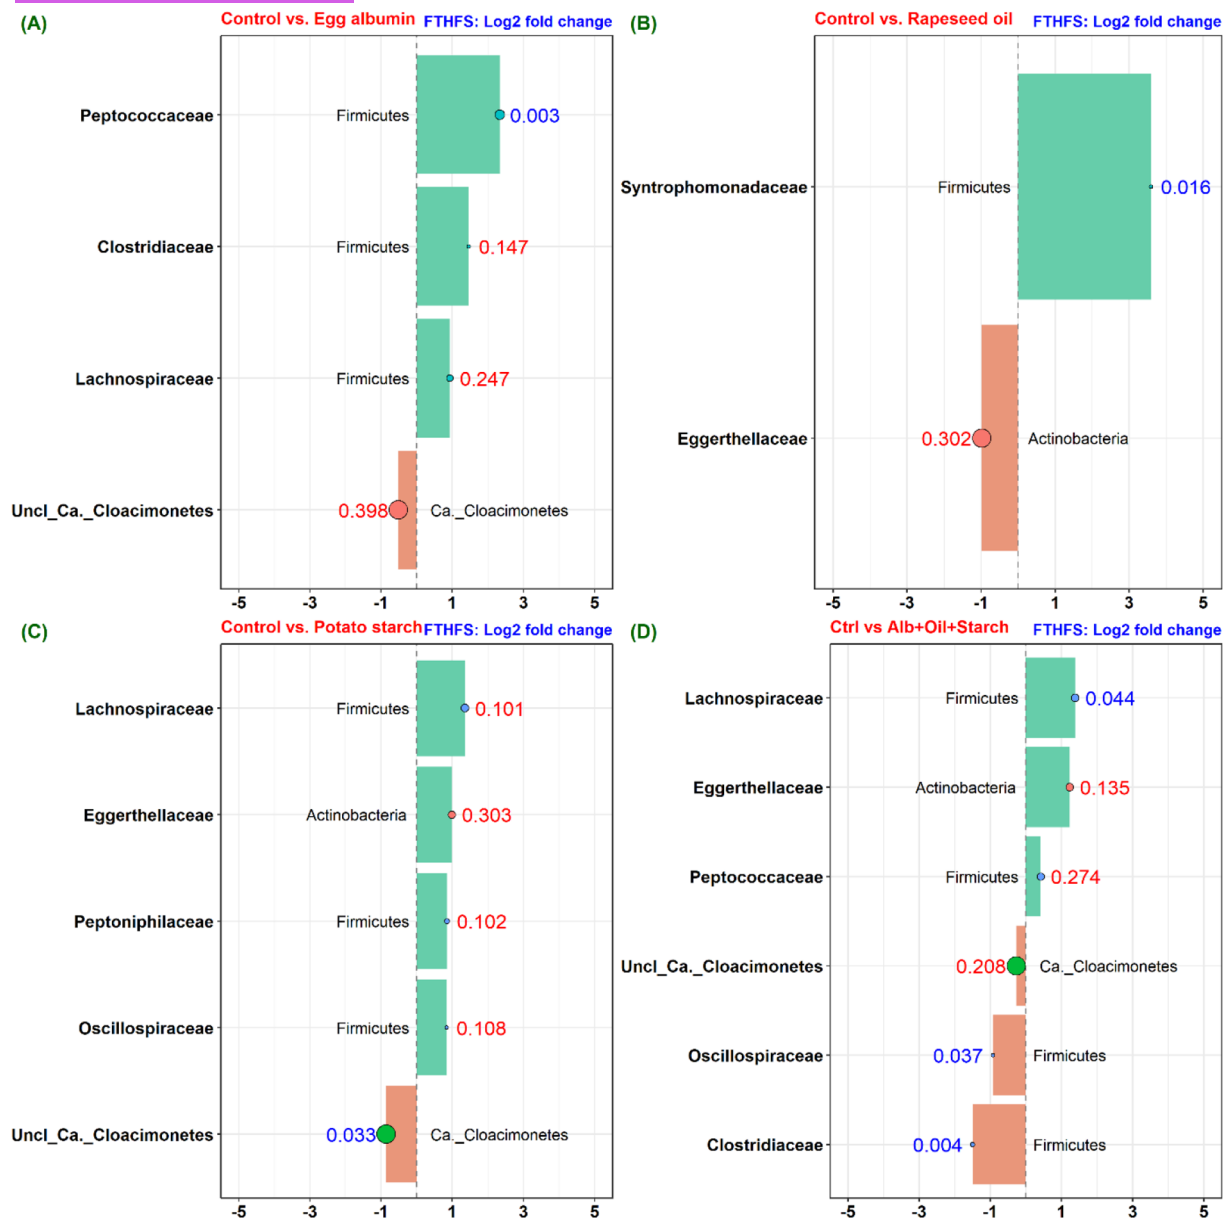 (A) Control vs. Egg albumin FTHFS: Log2 fold change
Peptococcaceae Firmicutes 0.003
Clostridiaceae Firmicutes 0.147
Lachnospiraceae Firmicutes 0.247
Uncl_Ca._Cloacimonetes 0.398 Ca._Cloacimonetes
-5 -3 -1 1 3 5
(B) Control vs. Rapeseed oil FTHFS: Log2 fold change
Syntrophomonadaceae Firmicutes 0.016
Eggerthellaceae 0.302 Actinobacteria
-5 -3 -1 1 3 5
(C) Control vs. Potato starch FTHFS: Log2 fold change
Lachnospiraceae Firmicutes 0.101
Eggerthellaceae Actinobacteria 0.303
Peptoniphilaceae Firmicutes 0.102
Oscillospiraceae Firmicutes 0.108
Uncl_Ca._Cloacimonetes 0.033 Ca._Cloacimonetes
-5 -3 -1 1 3 5
(D) Ctrl vs Alb+Oil+Starch FTHFS: Log2 fold change
Lachnospiraceae Firmicutes 0.044
Eggerthellaceae Actinobacteria 0.135
Peptococcaceae Firmicutes 0.274
Uncl_Ca._Cloacimonetes 0.208 Ca._Cloacimonetes
Oscillospiraceae 0.037 Firmicutes
Clostridiaceae 0.004 Firmicutes
-5 -3 -1 1 3 5